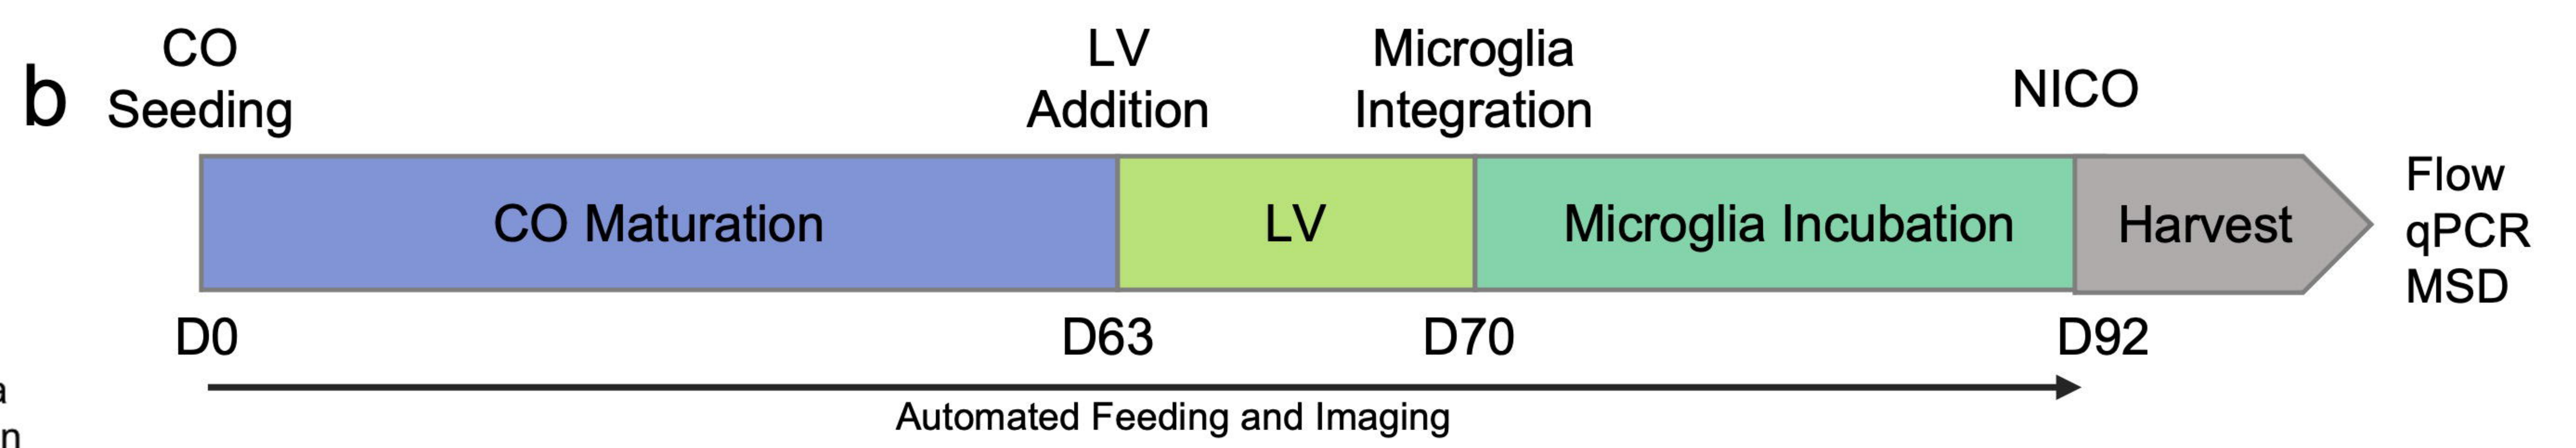 b
CO
Seeding
LV
Addition
Microglia
Integration
NICO
CO Maturation
LV
Microglia Incubation
Harvest
Flow
qPCR
MSD
D0
D63
D70
D92
Automated Feeding and Imaging
a
n